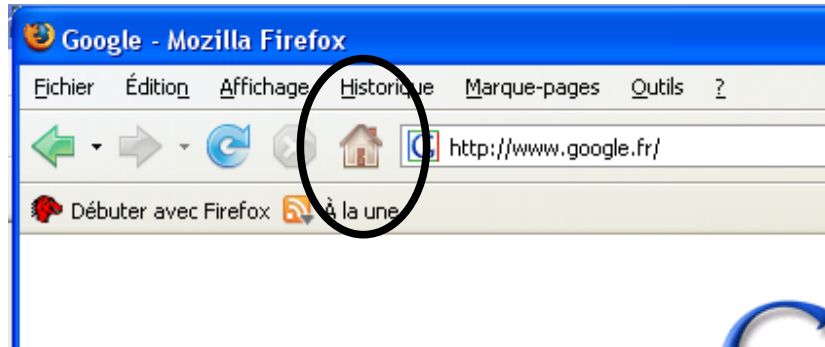 Google - Mozilla Firefox
Fichier Édition Affichage Historique Marque-pages Outils ?
G http://www.google.fr/
Débuter avec Firefox À la une
G